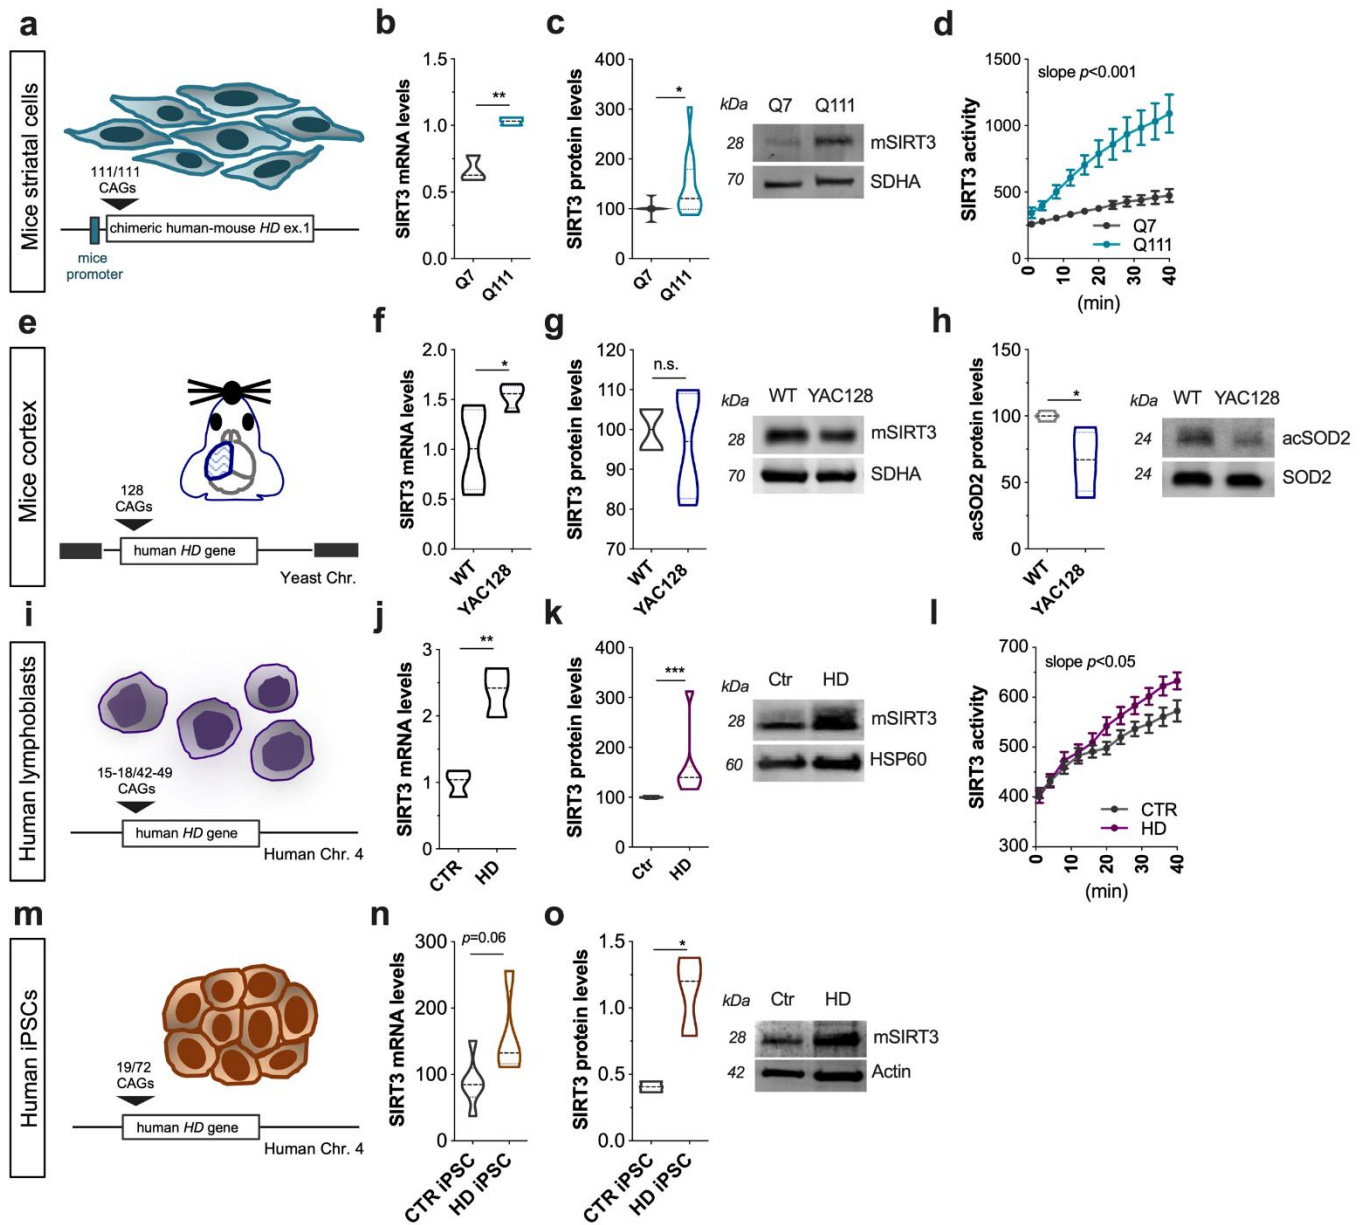 a
Mice striatal cells
111/111
CAGs
chimeric human-mouse HD ex.1
mice
promoter
b
SIRT3 mRNA levels
1.5
1.0
0.5
0.0
**
Q7
Q111
c
SIRT3 protein levels
400
300
200
100
0
*
Q7
Q111
kDa
Q7
Q111
28
mSIRT3
70
SDHA
d
SIRT3 activity
1500
1000
500
0
slope p<0.001
Q7
Q111
0
10
20
30
40
(min)
e
Mice cortex
128
CAGs
human HD gene
Yeast Chr.
f
SIRT3 mRNA levels
2.0
1.5
1.0
0.5
0.0
*
WT
YAC128
g
SIRT3 protein levels
120
110
100
90
80
70
n.s.
WT
YAC128
kDa
WT
YAC128
28
mSIRT3
70
SDHA
h
acSOD2 protein levels
150
100
50
0
*
WT
YAC128
kDa
WT
YAC128
24
acSOD2
24
SOD2
i
Human lymphoblasts
15-18/42-49
CAGs
human HD gene
Human Chr. 4
j
SIRT3 mRNA levels
3
2
1
0
**
CTR
HD
k
SIRT3 protein levels
400
300
200
100
0
***
Ctr
HD
kDa
Ctr
HD
28
mSIRT3
60
HSP60
l
SIRT3 activity
700
600
500
400
300
slope p<0.05
CTR
HD
0
10
20
30
40
(min)
m
Human iPSCs
19/72
CAGs
human HD gene
Human Chr. 4
n
SIRT3 mRNA levels
300
200
100
0
p=0.06
CTR iPSC
HD iPSC
o
SIRT3 protein levels
1.5
1.0
0.5
0.0
*
CTR iPSC
HD iPSC
kDa
Ctr
HD
28
mSIRT3
42
Actin